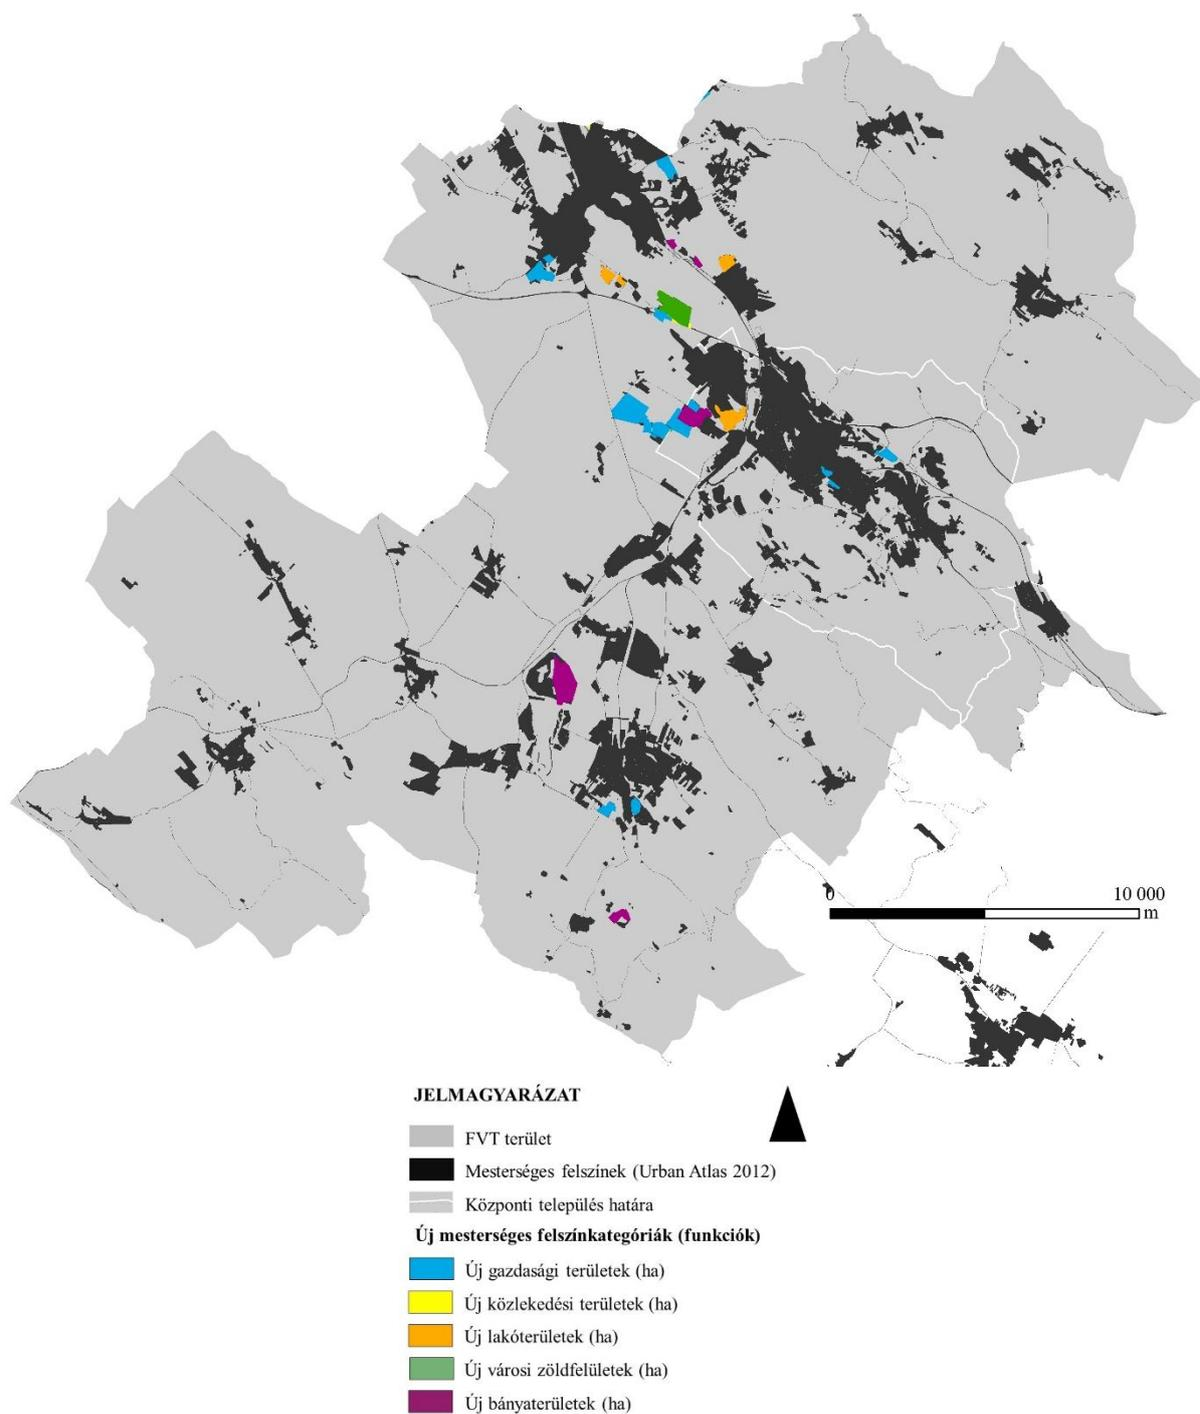 0 10 000
m
JELMAGYARÁZAT
FVT terület
Mesterséges felszínek (Urban Atlas 2012)
Központi település határa
Új mesterséges felszínkategóriák (funkciók)
Új gazdasági területek (ha)
Új közlekedési területek (ha)
Új lakóterületek (ha)
Új városi zöldfelületek (ha)
Új bányaterületek (ha)